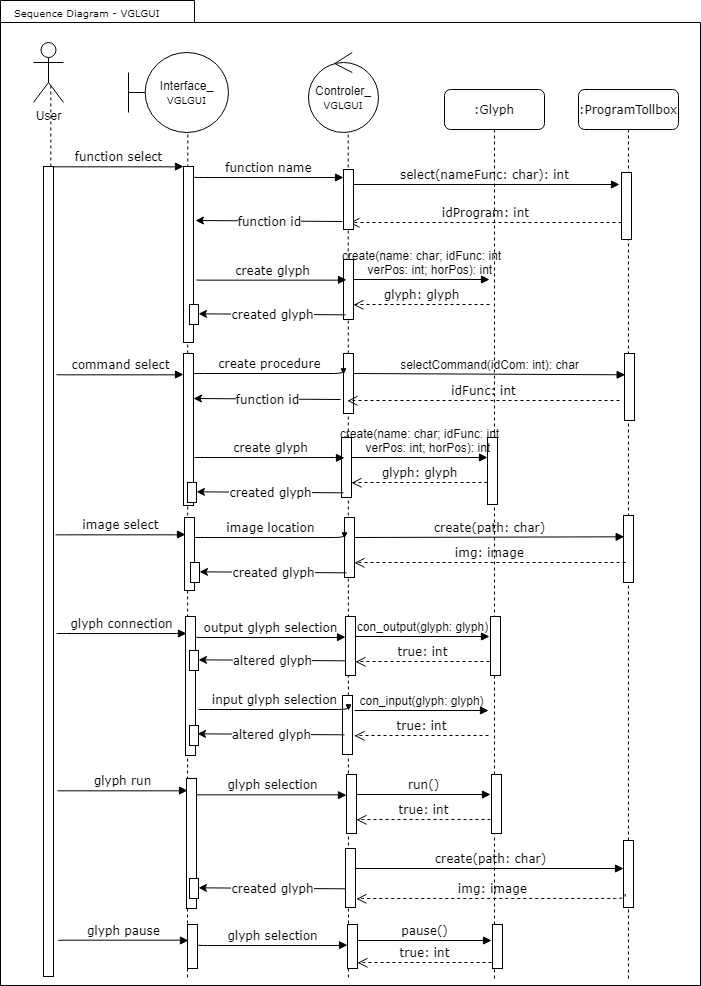 Sequence Diagram - VGLGUI
User
Interface_
VGLGUI
Controler_
VGLGUI
:Glyph
:ProgramTollbox
function select
function name
select(nameFunc: char): int
function id
idProgram: int
create glyph
create(name: char; idFunc: int
verPos: int; horPos): int
created glyph
glyph: glyph
command select
create procedure
selectCommand(idCom: int): char
function id
idFunc: int
create glyph
create(name: char; idFunc: int
verPos: int; horPos): int
created glyph
glyph: glyph
image select
image location
create(path: char)
created glyph
img: image
glyph connection
output glyph selection
con_output(glyph: glyph)
altered glyph
true: int
input glyph selection
con_input(glyph: glyph)
altered glyph
true: int
glyph run
glyph selection
run()
true: int
create(path: char)
created glyph
img: image
glyph pause
glyph selection
pause()
true: int